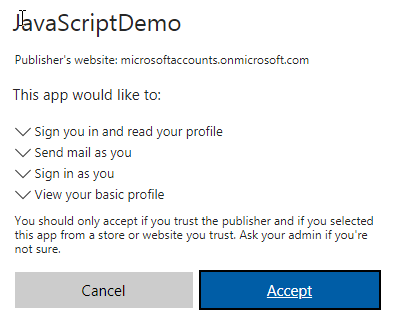 JavaScriptDemo
Publisher's website: microsoftaccounts.onmicrosoft.com
This app would like to:
Sign you in and read your profile
Send mail as you
Sign in as you
View your basic profile
You should only accept if you trust the publisher and if you selected
this app from a store or website you trust. Ask your admin if you're
not sure.
Cancel
Accept